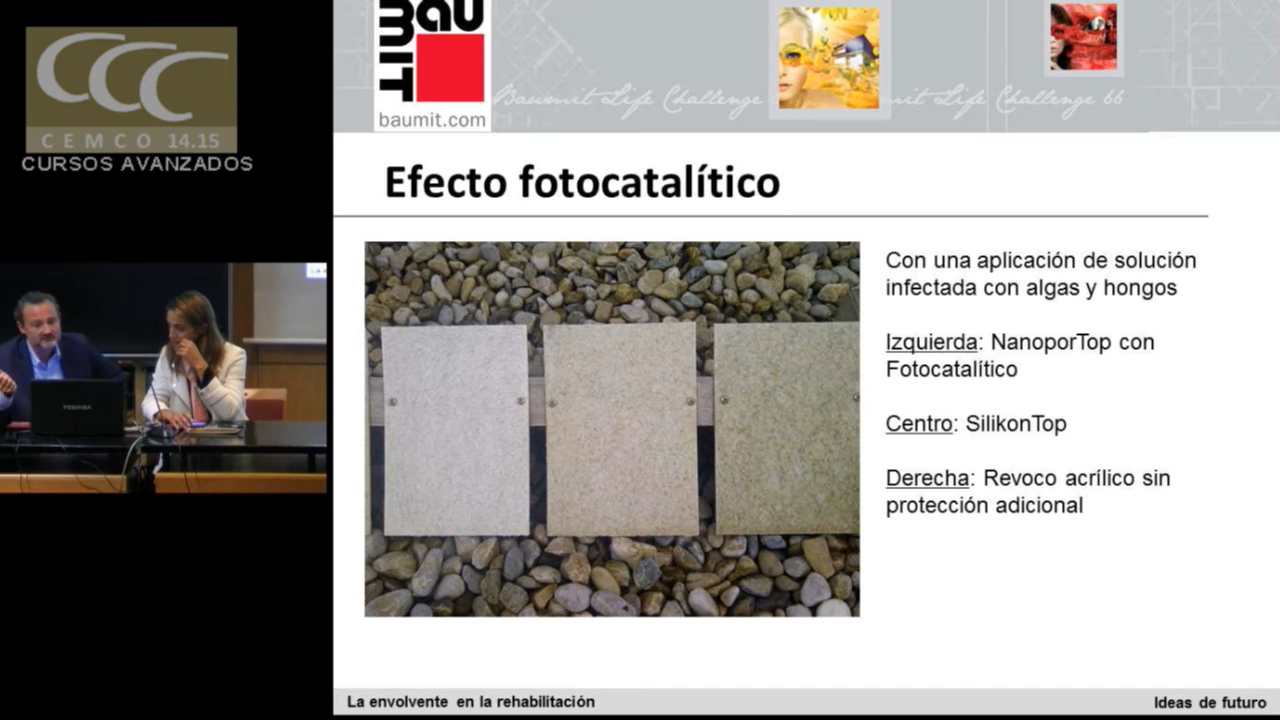 CCC
CEMCO 14.15
CURSOS AVANZADOS
TOSHIBA
baumit
baumit.com
Baumit Life Challenge
mit Life Challenge 66
Efecto fotocatalítico
Con una aplicación de solución
infectada con algas y hongos
Izquierda: NanoporTop con
Fotocatalítico
Centro: SilikonTop
Derecha: Revoco acrílico sin
protección adicional
La envolvente en la rehabilitación
Ideas de futuro